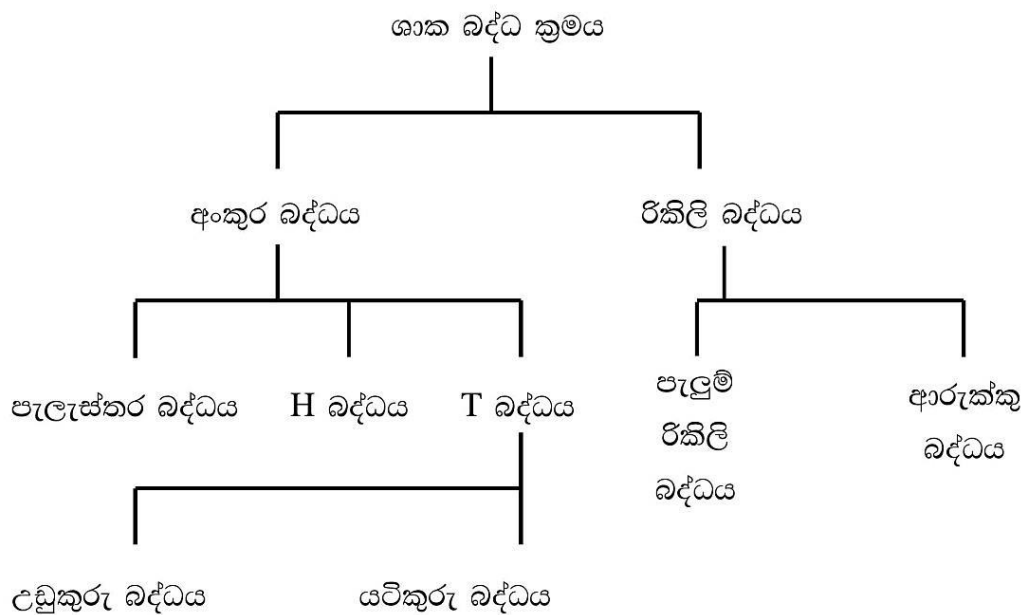 ශාක බද්ධ ක්‍රමය
අංකුර බද්ධය
රිකිලි බද්ධය
පැලැස්තර බද්ධය
H බද්ධය
T බද්ධය
පැලුම්
රිකිලි
බද්ධය
ආරුක්කු
බද්ධය
උඩුකුරු බද්ධය
යටිකුරු බද්ධය